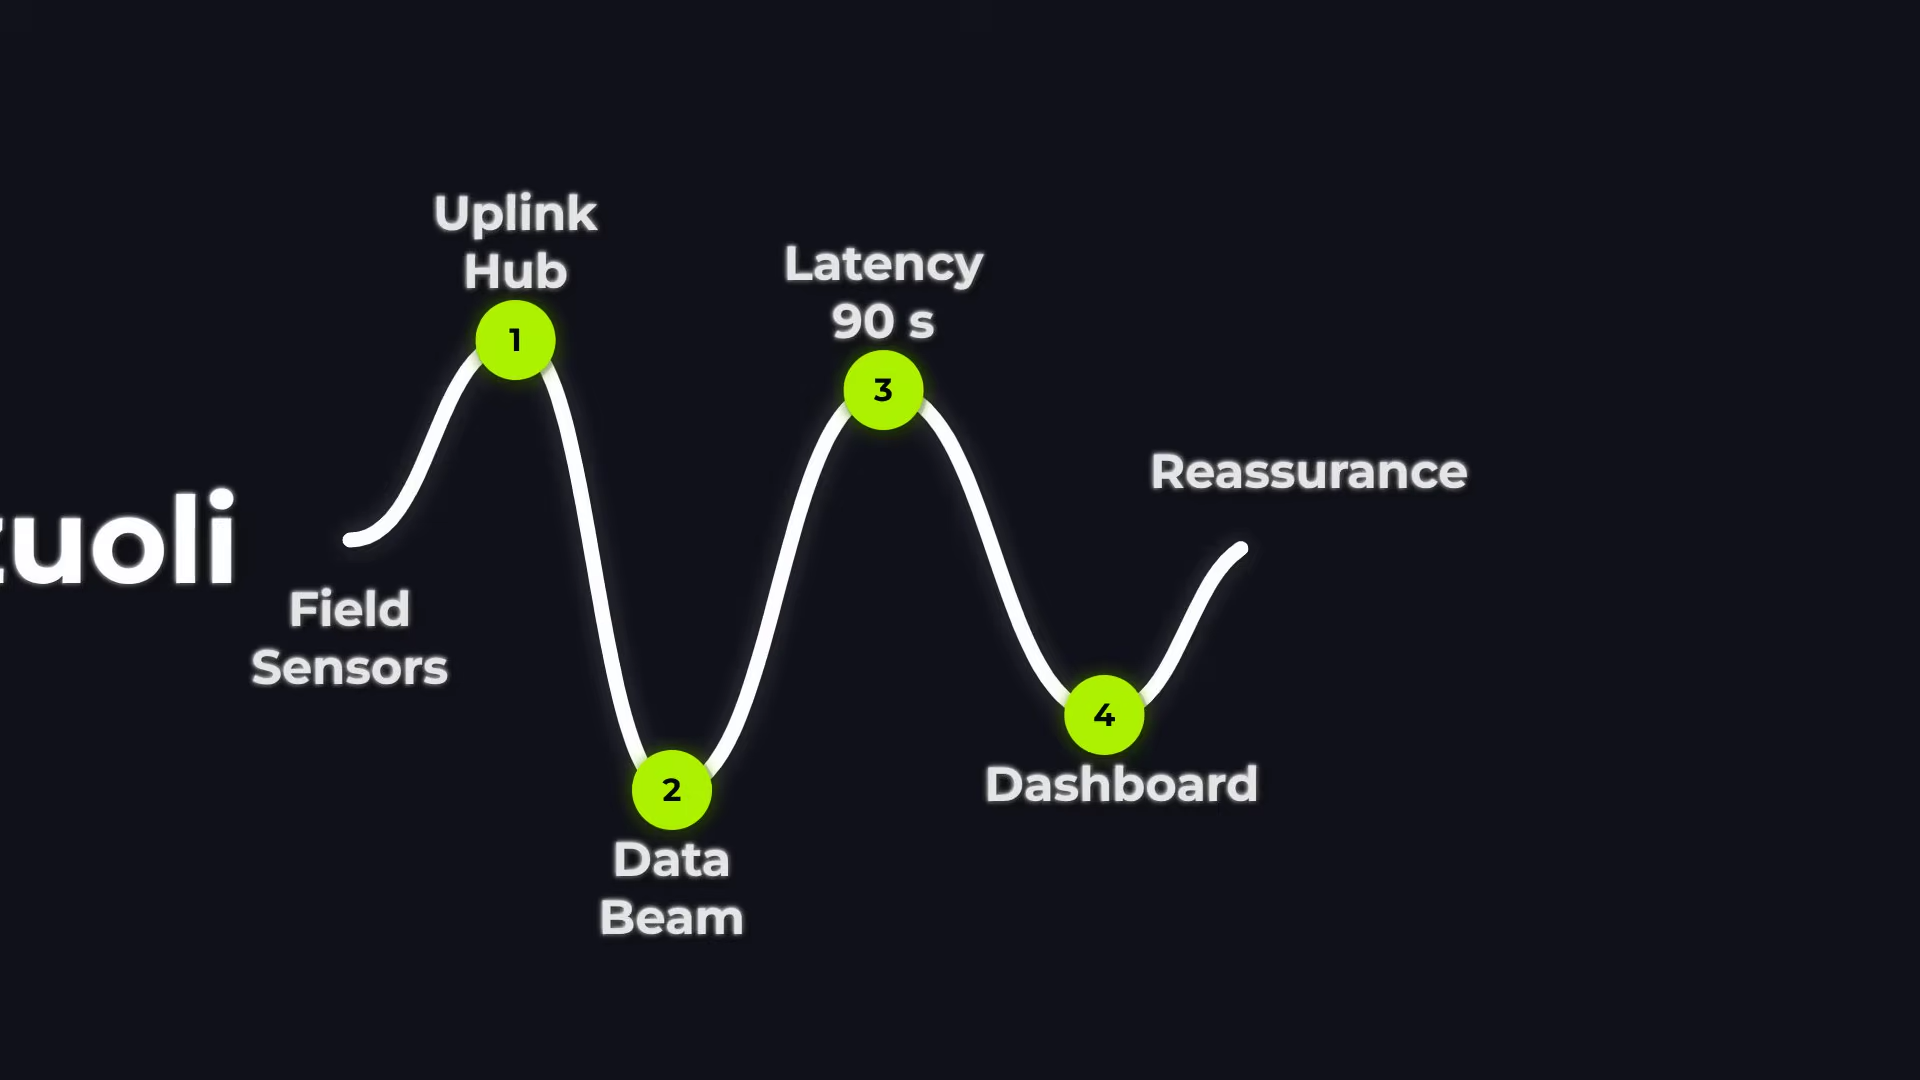 Uplink
Hub
1
Latency
90 s
3
Reassurance
uoli
Field
Sensors
4
Dashboard
2
Data
Beam